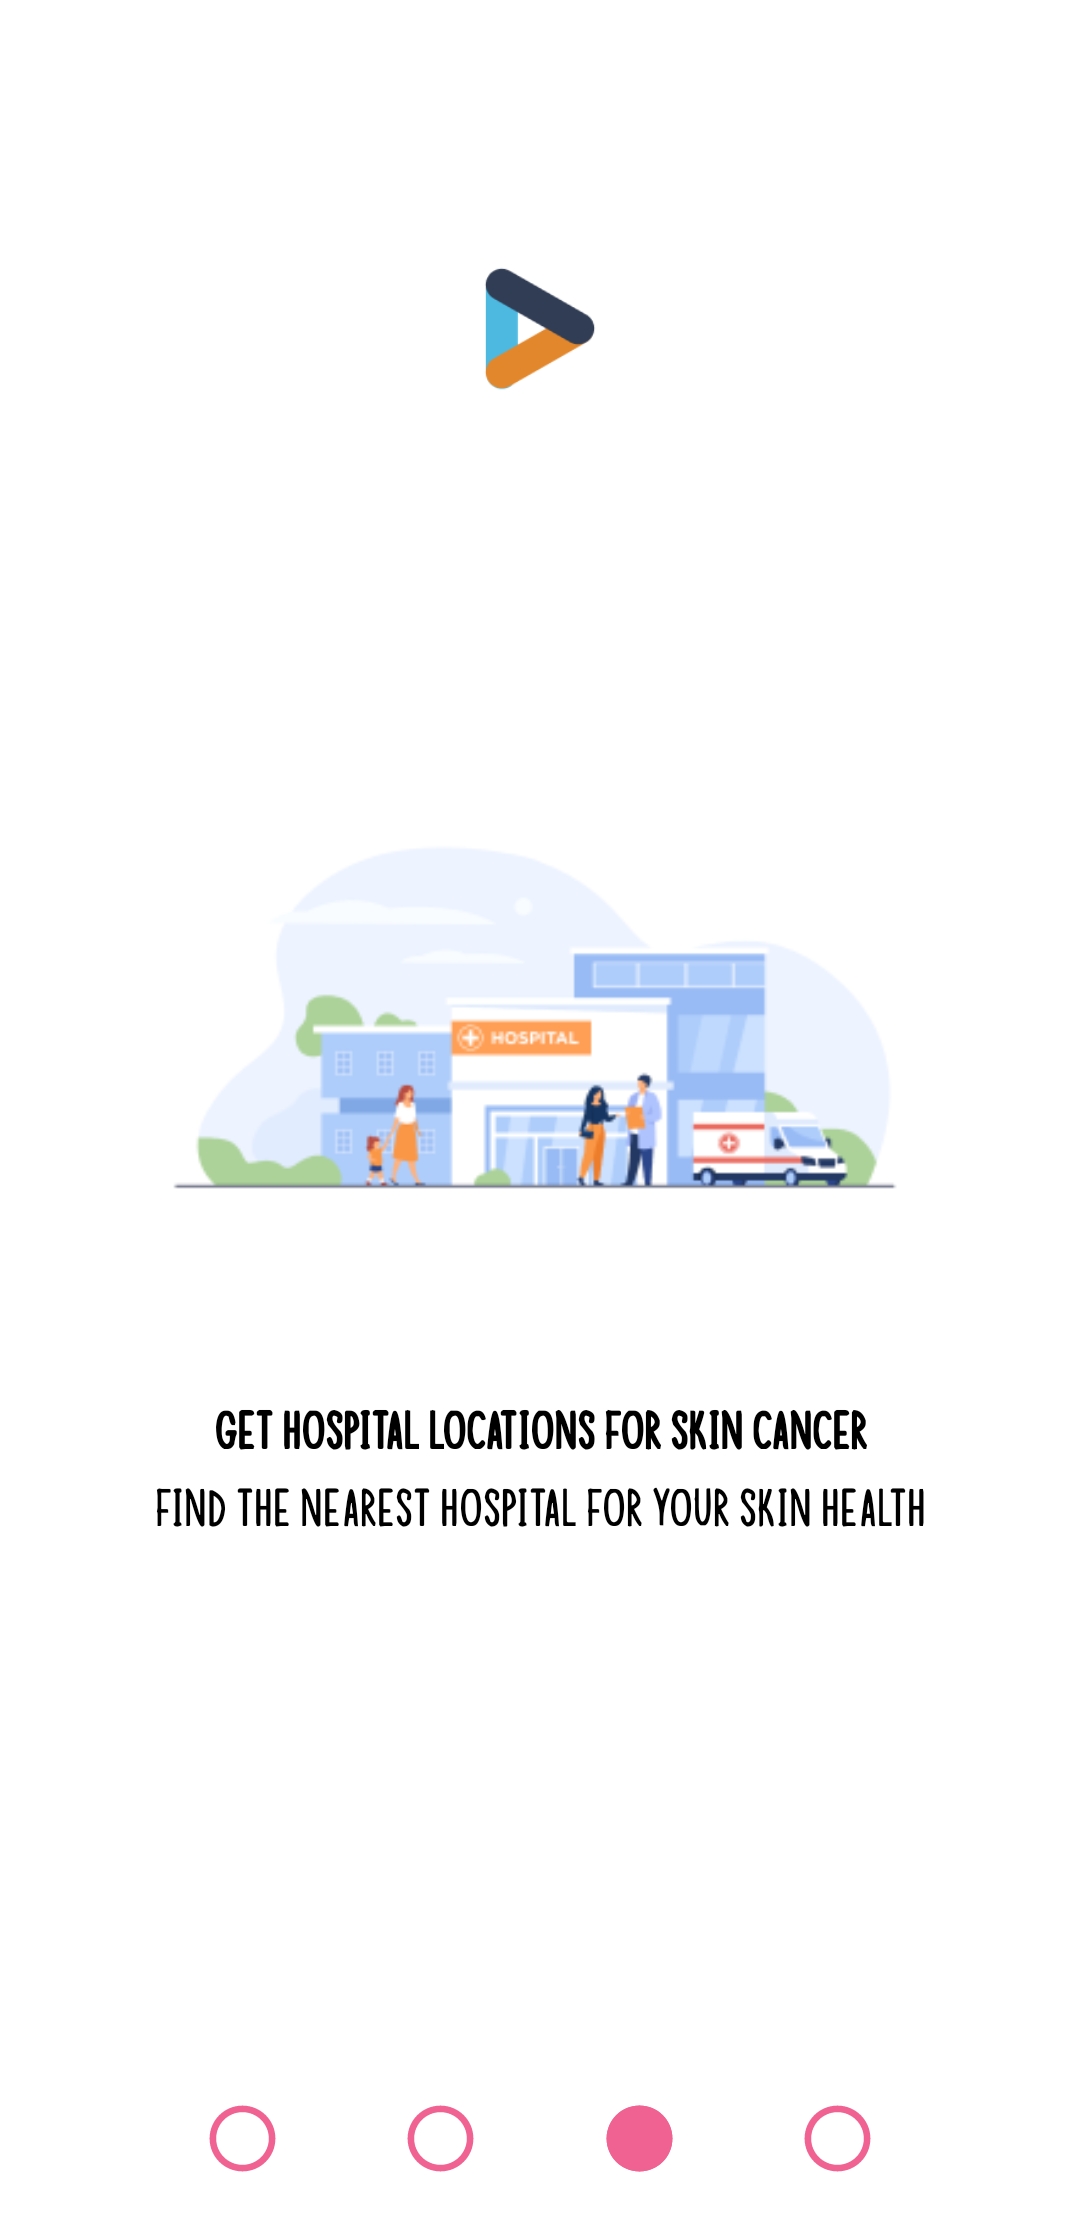 HOSPITAL
GET HOSPITAL LOCATIONS FOR SKIN CANCER
FIND THE NEAREST HOSPITAL FOR YOUR SKIN HEALTH